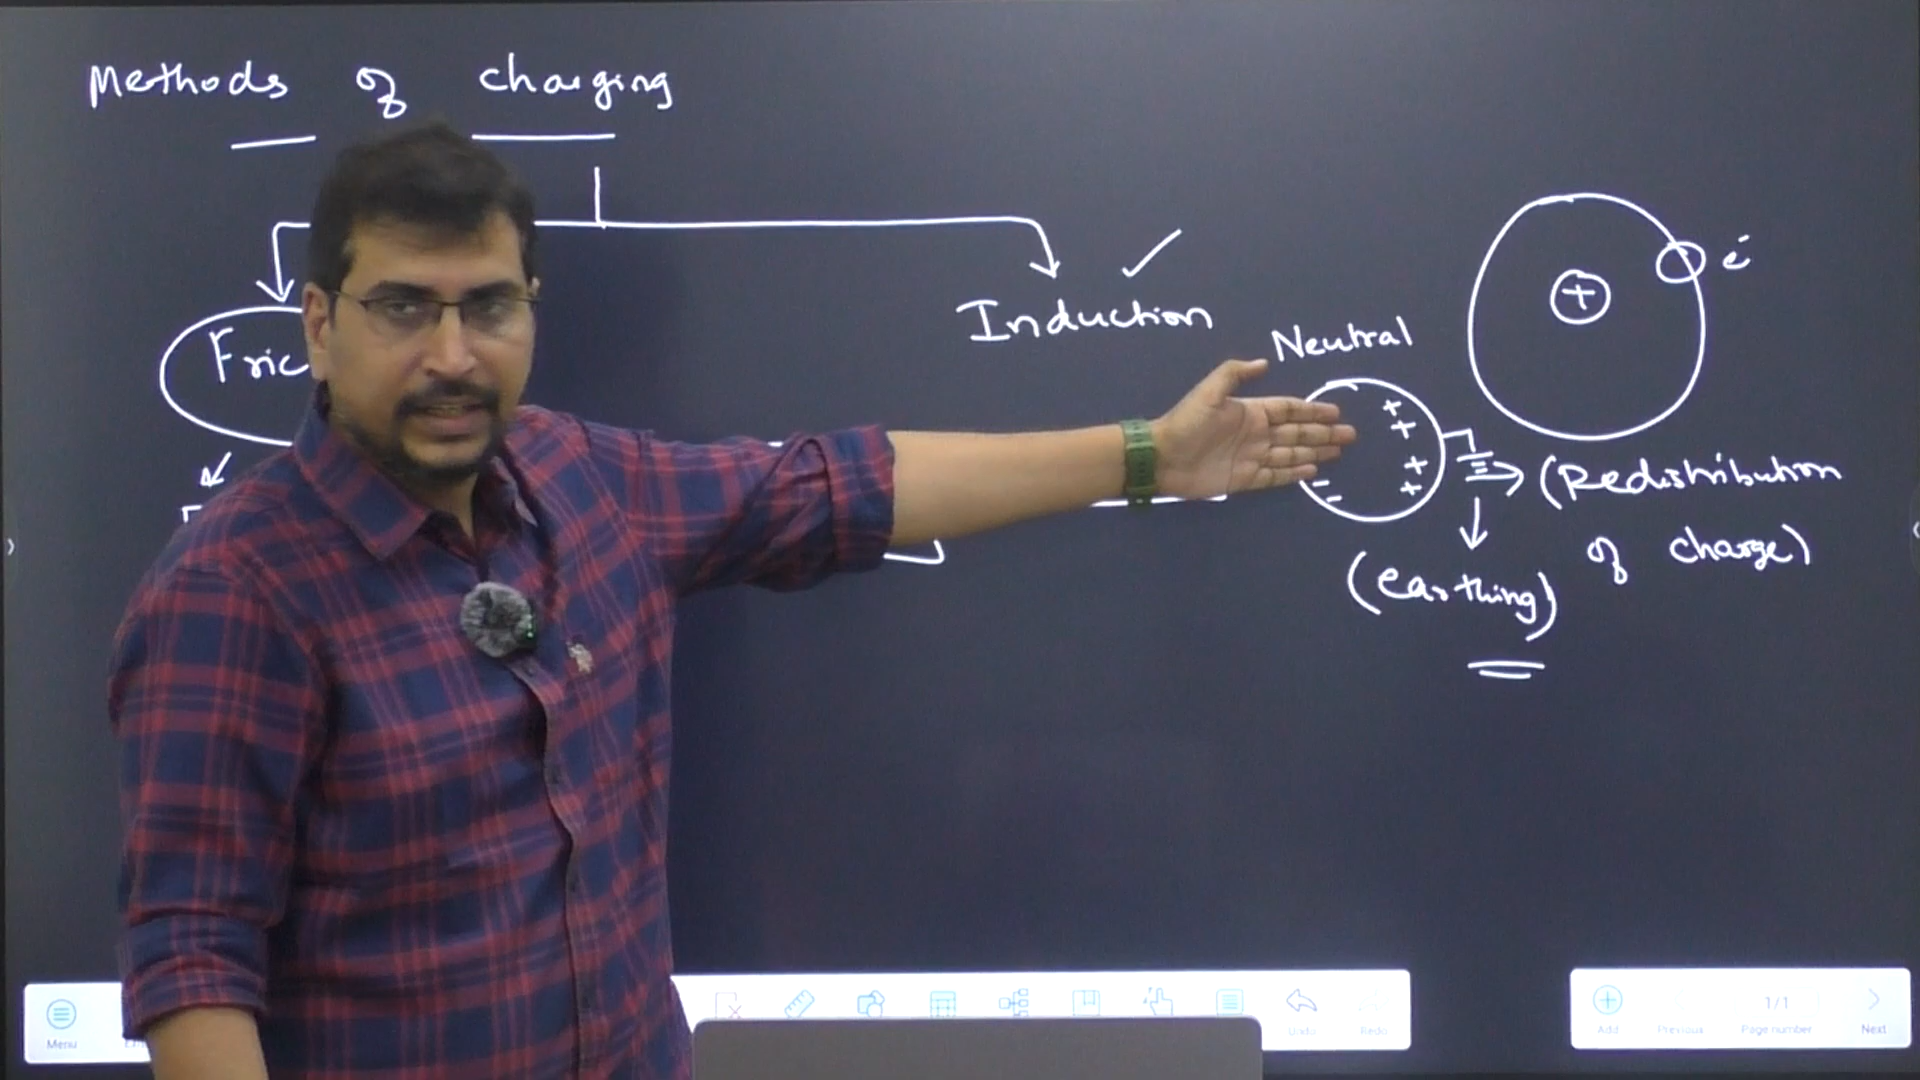 Methods of charging
Induction
Neutral
Fric
+
é
+
+
+
+
-
-
(Redistribution
of charge)
(earthing)
Menu
Undo
Redo
Add
Previous
1/1
Page number
Next